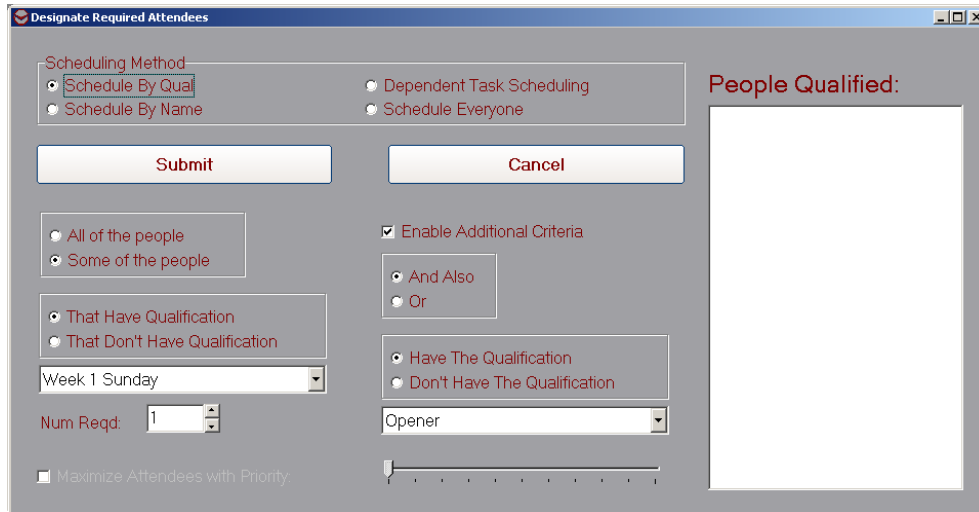 Designate Required Attendees
Scheduling Method
Schedule By Qual
Dependent Task Scheduling
Schedule By Name
Schedule Everyone
People Qualified:
Submit
Cancel
All of the people
Some of the people
Enable Additional Criteria
And Also
Or
That Have Qualification
That Don't Have Qualification
Have The Qualification
Don't Have The Qualification
Week 1 Sunday
Opener
Num Reqd:
1
Maximize Attendees with Priority: